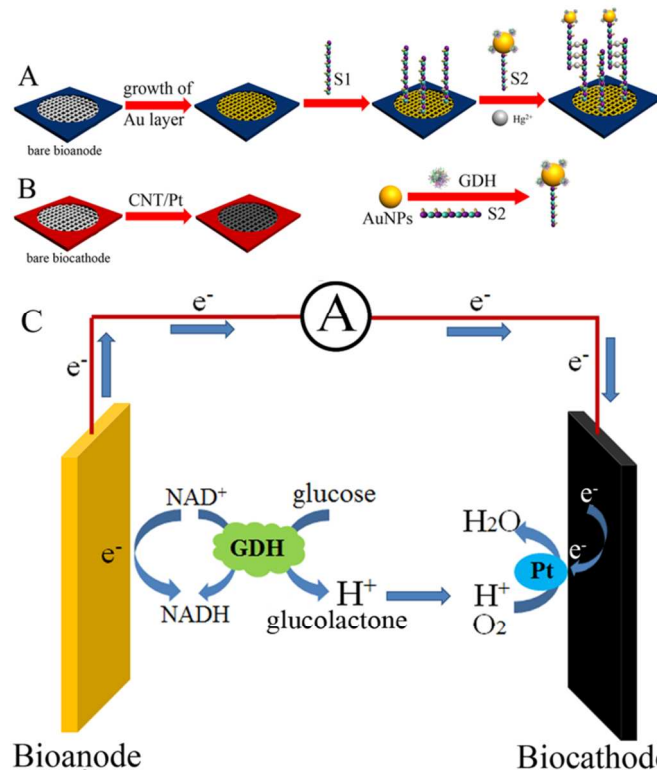 A
growth of
Au layer
S1
S2
Hg2+
bare bioanode
B
CNT/Pt
GDH
AuNPs
S2
bare biocathode
C
e-
A
e-
e-
e-
NAD+
glucose
e-
GDH
NADH
H+
glucolactone
H2O
Pt
H+
O2
e-
e-
Bioanode
Biocathode